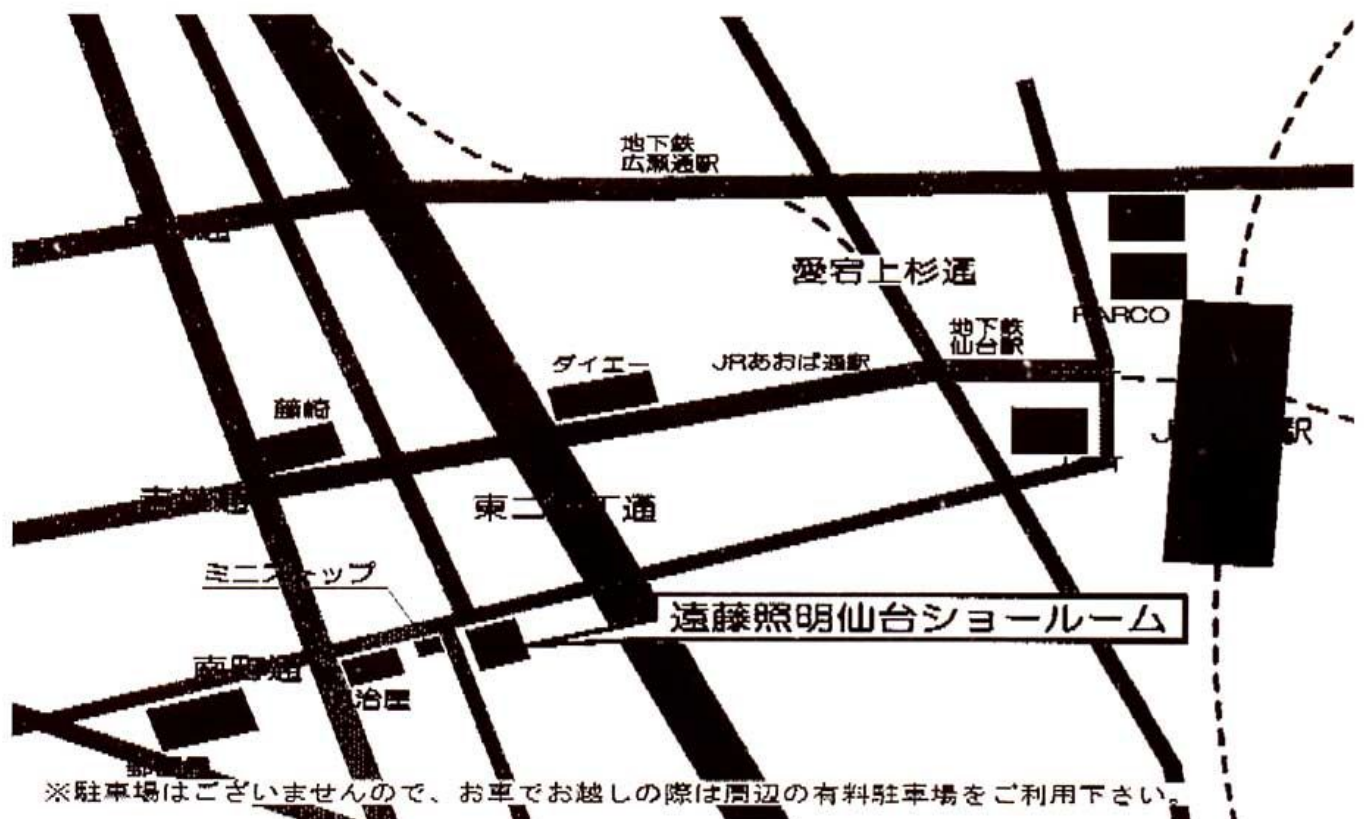 地下鉄
広瀬通駅
愛宕上杉通
地下鉄
仙台駅
PARCO
ダイエー
JRあおば通駅
藤崎
ミニストップ
遠藤照明仙台ショールーム
南町通
※駐車場はございませんので、お車でお越しの際は周辺の有料駐車場をご利用下さい。